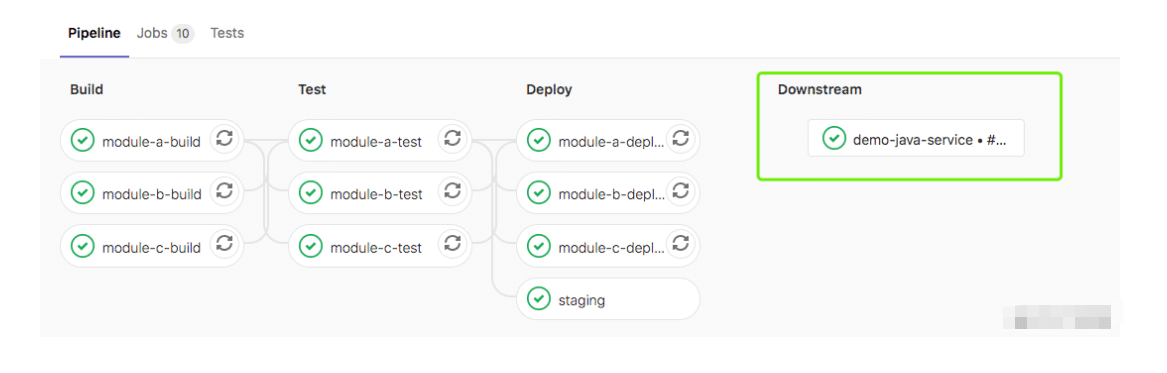 Pipeline Jobs 10 Tests
Build Test Deploy Downstream
module-a-build module-a-test module-a-depl... demo-java-service • #...
module-b-build module-b-test module-b-depl...
module-c-build module-c-test module-c-depl...
staging